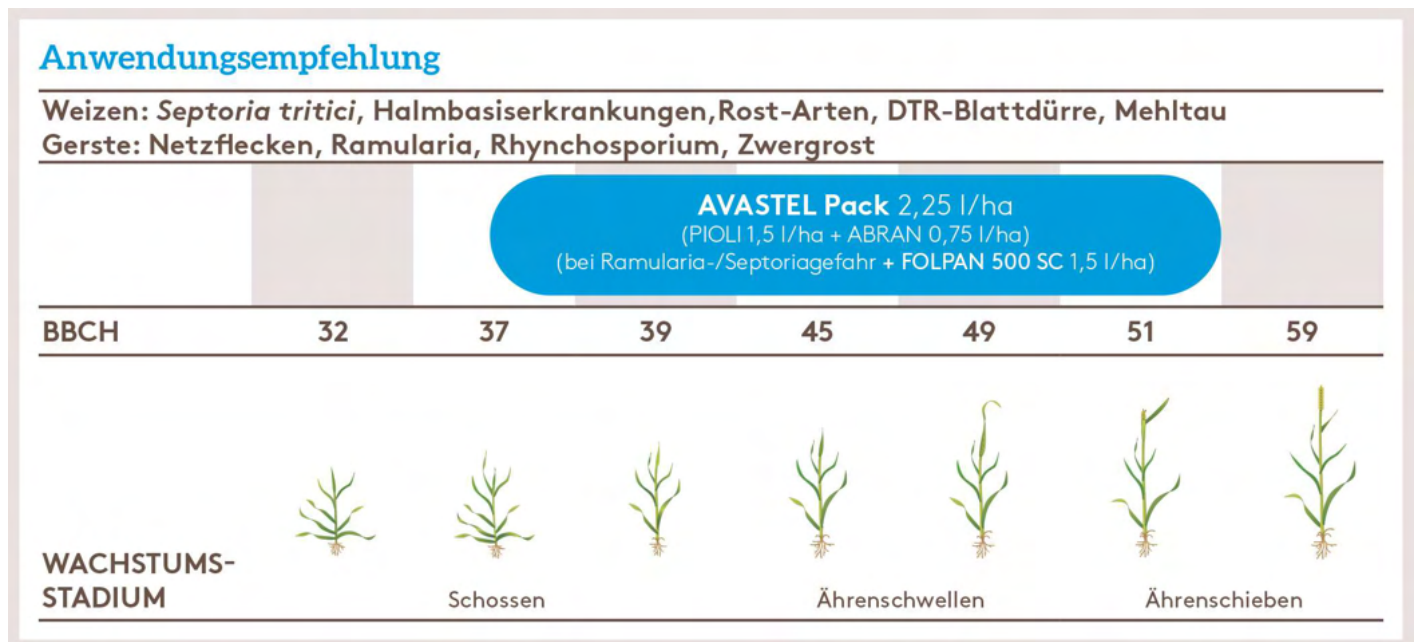 Anwendungsempfehlung
Weizen: Septoria tritici, Halmbasiserkrankungen,Rost-Arten, DTR-Blattdürre, Mehltau
Gerste: Netzflecken, Ramularia, Rhynchosporium, Zwergrost
AVASTEL Pack 2,25 l/ha
(PIOLI 1,5 l/ha + ABRAN 0,75 l/ha)
(bei Ramularia-/Septoriagefahr + FOLPAN 500 SC 1,5 l/ha)
BBCH 32 37 39 45 49 51 59
WACHSTUMS-
STADIUM Schossen Ährenschwellen Ährenschieben